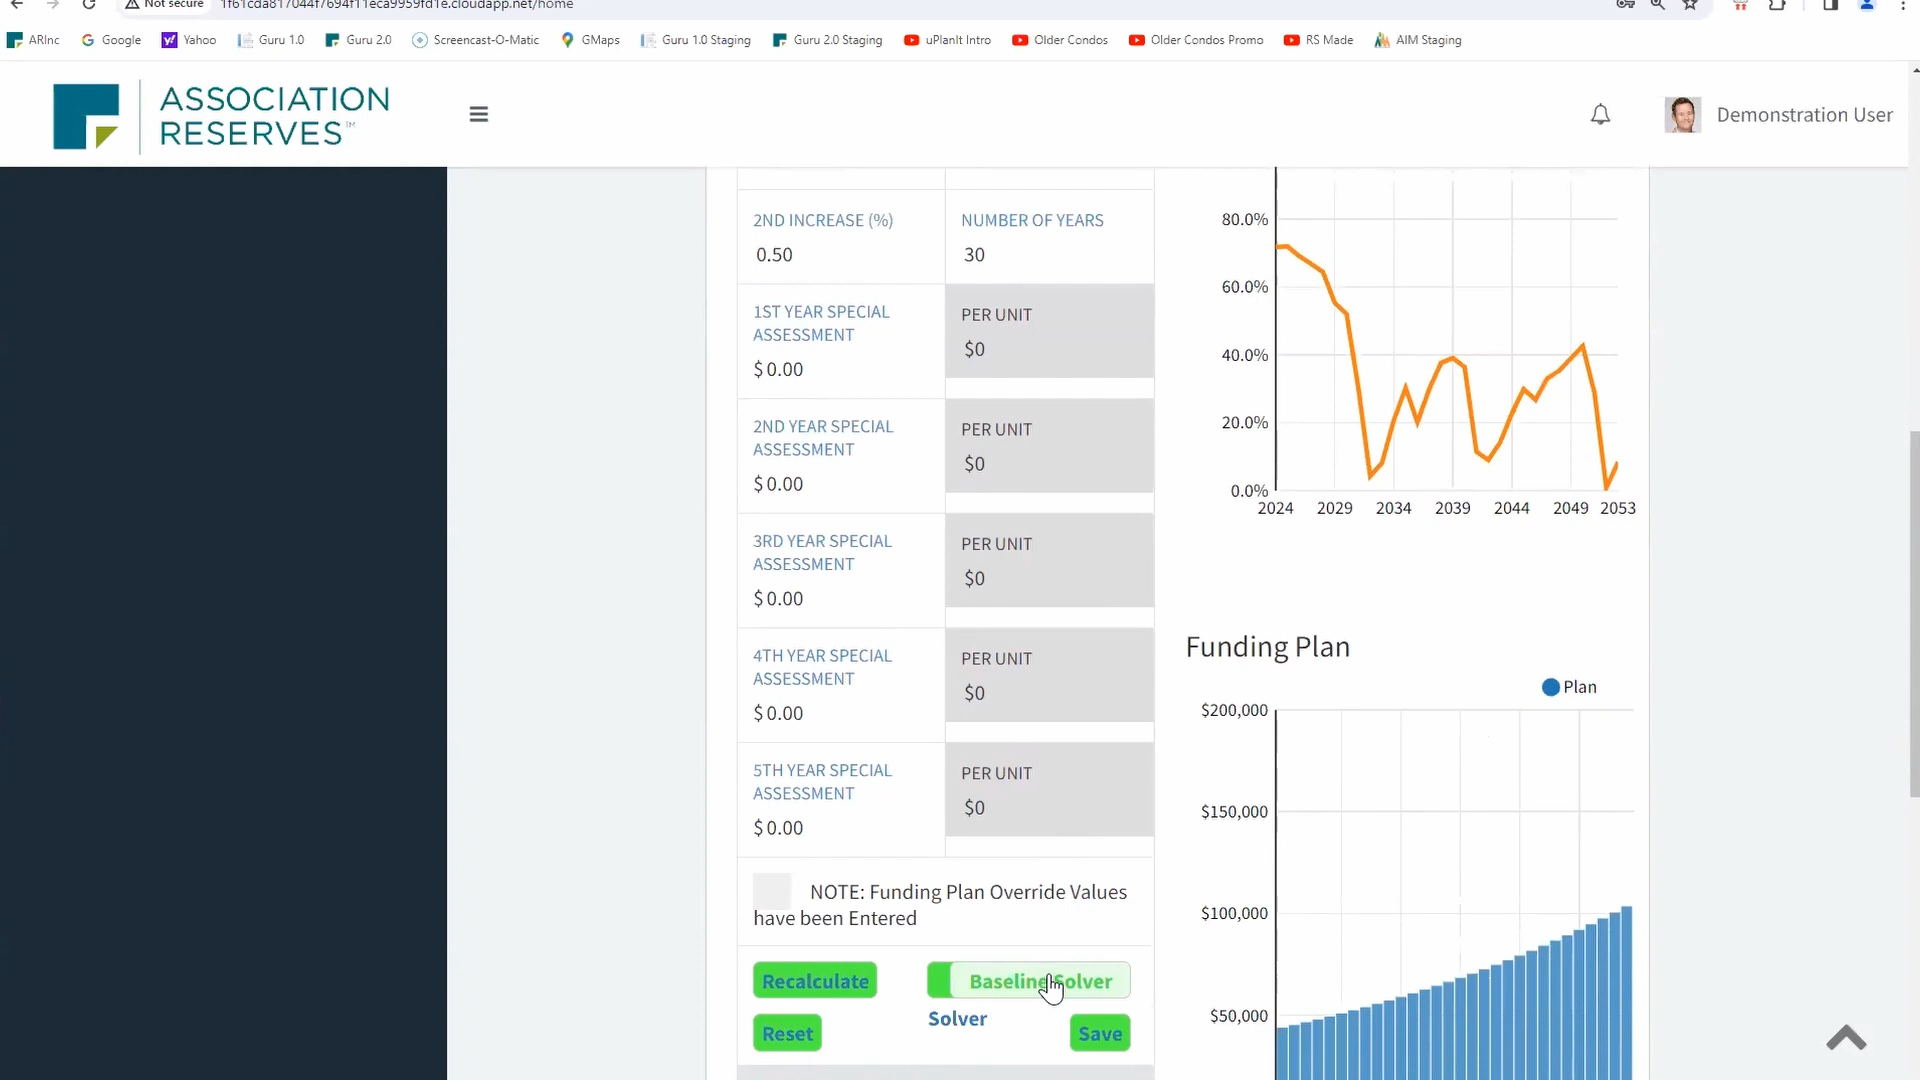 Not secure
1f61cda817044f7694f11eca9959fd1e.cloudapp.net/home
ARInc
Google
Yahoo
Guru 1.0
Guru 2.0
Screencast-O-Matic
GMaps
Guru 1.0 Staging
Guru 2.0 Staging
uPlanIt Intro
Older Condos
Older Condos Promo
RS Made
AIM Staging
ASSOCIATION
RESERVES™
Demonstration User
2ND INCREASE (%)
0.50
NUMBER OF YEARS
30
1ST YEAR SPECIAL
ASSESSMENT
$ 0.00
PER UNIT
$0
2ND YEAR SPECIAL
ASSESSMENT
$ 0.00
PER UNIT
$0
3RD YEAR SPECIAL
ASSESSMENT
$ 0.00
PER UNIT
$0
4TH YEAR SPECIAL
ASSESSMENT
$ 0.00
PER UNIT
$0
5TH YEAR SPECIAL
ASSESSMENT
$ 0.00
PER UNIT
$0
NOTE: Funding Plan Override Values
have been Entered
Recalculate
Baseline Solver
Solver
Reset
Save
80.0%
60.0%
40.0%
20.0%
0.0%
2024 2029 2034 2039 2044 2049 2053
Funding Plan
Plan
$200,000
$150,000
$100,000
$50,000